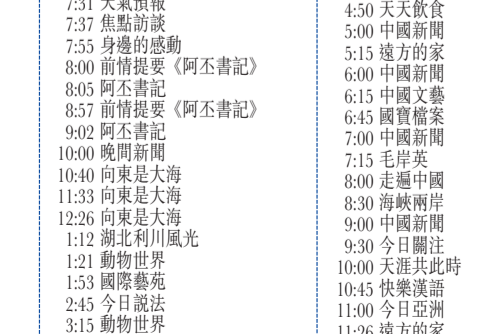 7:31 天氣預報
7:37 焦點訪談
7:55 身邊的感動
8:00 前情提要《阿丕書記》
8:05 阿丕書記
8:57 前情提要《阿丕書記》
9:02 阿丕書記
10:00 晚間新聞
10:40 向東是大海
11:33 向東是大海
12:26 向東是大海
1:12 湖北利川風光
1:21 動物世界
1:53 國際藝苑
2:45 今日説法
3:15 動物世界
4:50 天天飲食
5:00 中國新聞
5:15 遠方的家
6:00 中國新聞
6:15 中國文藝
6:45 國寶檔案
7:00 中國新聞
7:15 毛岸英
8:00 走遍中國
8:30 海峽兩岸
9:00 中國新聞
9:30 今日關注
10:00 天涯共此時
10:45 快樂漢語
11:00 今日亞洲
11:26 遠方的家